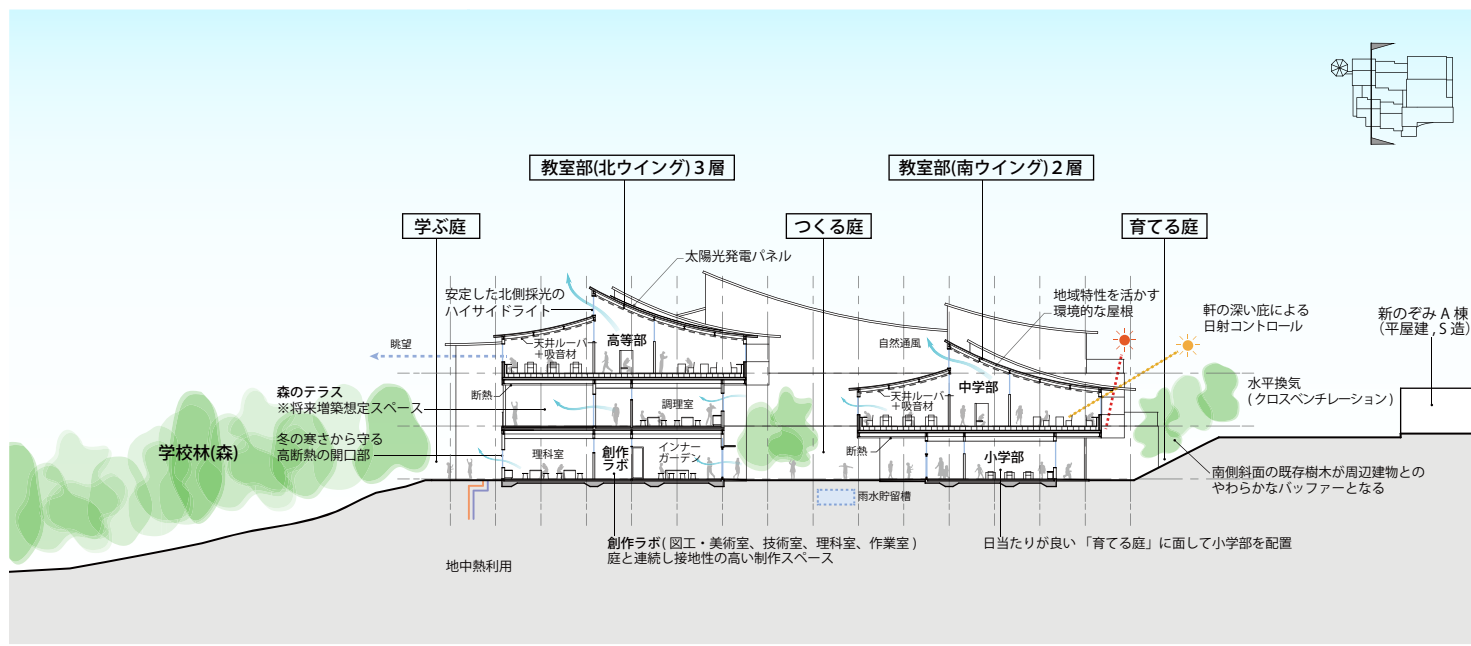 教室部(北ウイング)3層
教室部(南ウイング)2層
学ぶ庭
つくる庭
育てる庭
太陽光発電パネル
安定した北側採光の
ハイサイドライト
地域特性を活かす
環境的な屋根
軒の深い庇による
日射コントロール
新のぞみA棟
(平屋建,S造)
眺望
天井ルーバー
+吸音材
高等部
自然通風
天井ルーバー
+吸音材
中学部
水平換気
(クロスベンチレーション)
森のテラス
※将来増築想定スペース
断熱
調理室
冬の寒さから守る
高断熱の開口部
学校林(森)
理科室
創作
ラボ
インナー
ガーデン
断熱
小学部
南側斜面の既存樹木が周辺建物との
やわらかなバッファーとなる
雨水貯留槽
地中熱利用
創作ラボ(図工・美術室、技術室、理科室、作業室)
庭と連続し接地性の高い制作スペース
日当たりが良い「育てる庭」に面して小学部を配置